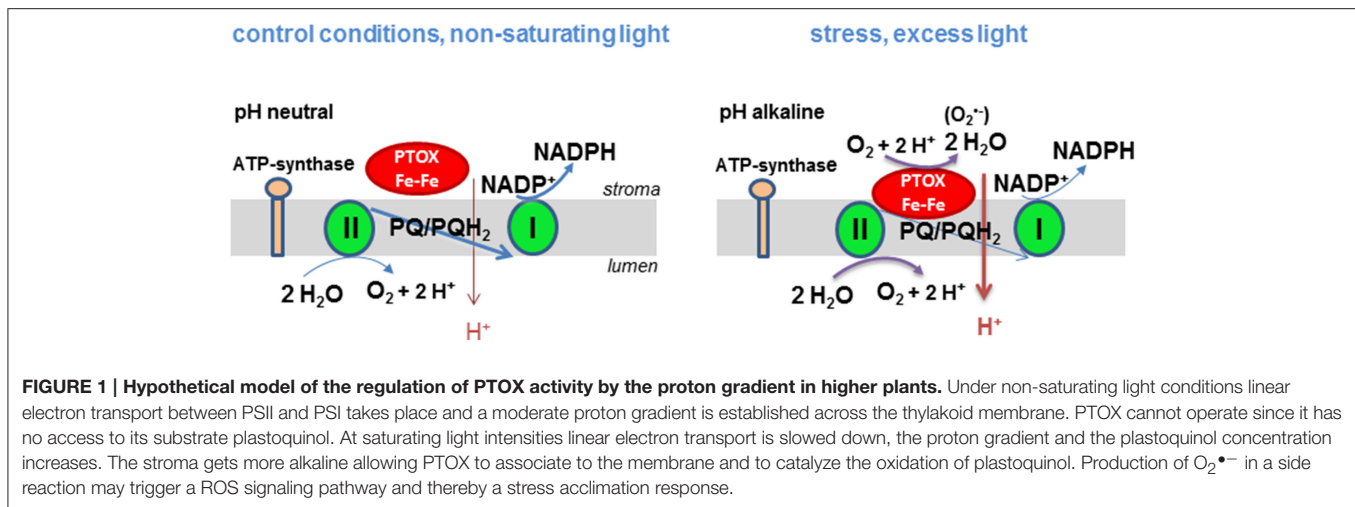 control conditions, non-saturating light
stress, excess light
pH neutral
ATP-synthase
PTOX
Fe-Fe
NADPH
NADP⁺
stroma
II
PQ/PQH₂
I
lumen
2 H₂O
O₂ + 2 H⁺
H⁺
pH alkaline
(O₂•⁻)
O₂ + 2 H⁺
2 H₂O
ATP-synthase
PTOX
Fe-Fe
NADPH
NADP⁺
II
PQ/PQH₂
I
2 H₂O
O₂ + 2 H⁺
H⁺
FIGURE 1 | Hypothetical model of the regulation of PTOX activity by the proton gradient in higher plants. Under non-saturating light conditions linear
electron transport between PSII and PSI takes place and a moderate proton gradient is established across the thylakoid membrane. PTOX cannot operate since it has
no access to its substrate plastoquinol. At saturating light intensities linear electron transport is slowed down, the proton gradient and the plastoquinol concentration
increases. The stroma gets more alkaline allowing PTOX to associate to the membrane and to catalyze the oxidation of plastoquinol. Production of O₂•⁻ in a side
reaction may trigger a ROS signaling pathway and thereby a stress acclimation response.